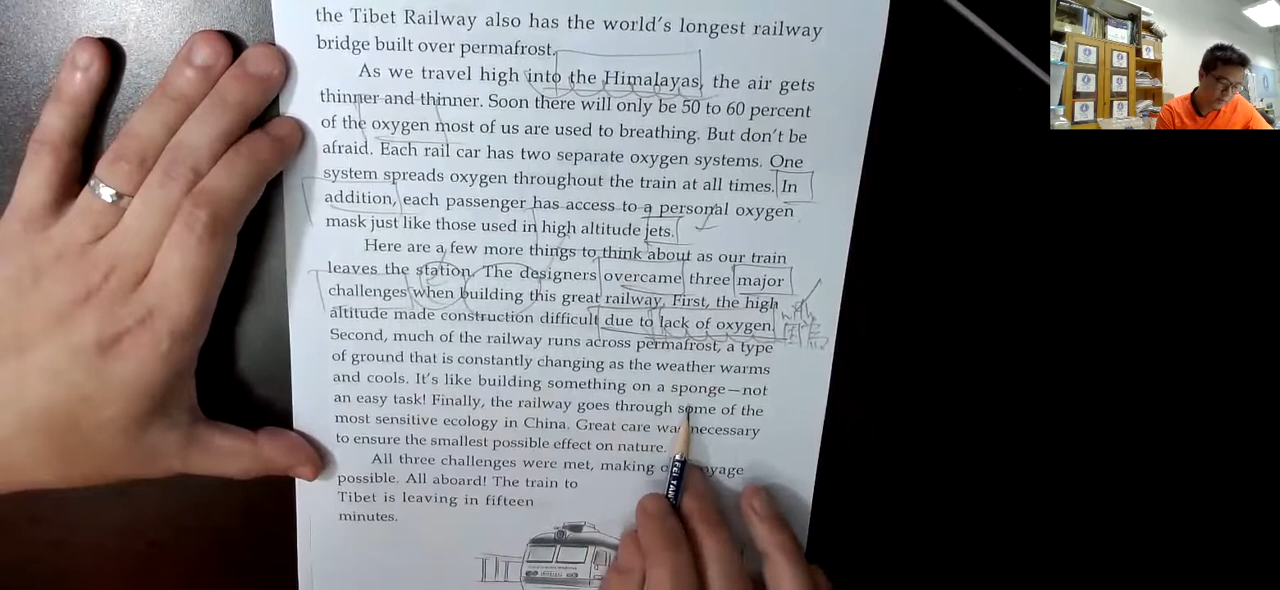 the Tibet Railway also has the world's longest railway
bridge built over permafrost.
As we travel high into the Himalayas, the air gets
thinner and thinner. Soon there will only be 50 to 60 percent
of the oxygen most of us are used to breathing. But don't be
afraid. Each rail car has two separate oxygen systems. One
system spreads oxygen throughout the train at all times. In
addition, each passenger has access to a personal oxygen
mask just like those used in high altitude jets.
Here are a few more things to think about as our train
leaves the station. The designers overcame three major
challenges when building this great railway. First, the high
altitude made construction difficult due to lack of oxygen.
Second, much of the railway runs across permafrost, a type
of ground that is constantly changing as the weather warms
and cools. It's like building something on a sponge—not
an easy task! Finally, the railway goes through some of the
most sensitive ecology in China. Great care was necessary
to ensure the smallest possible effect on nature.
All three challenges were met, making
possible. All aboard! The train to
Tibet is leaving in fifteen
minutes.